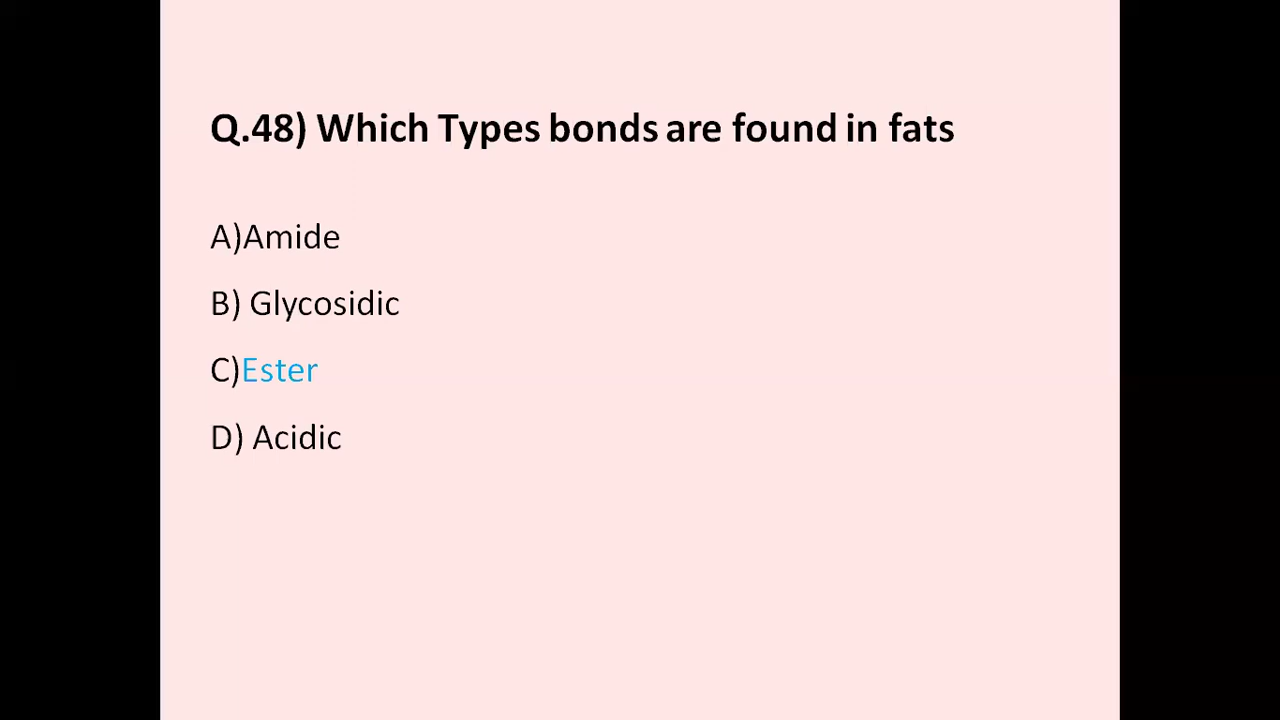 Q.48) Which Types bonds are found in fats
A)Amide
B) Glycosidic
C)Ester
D) Acidic